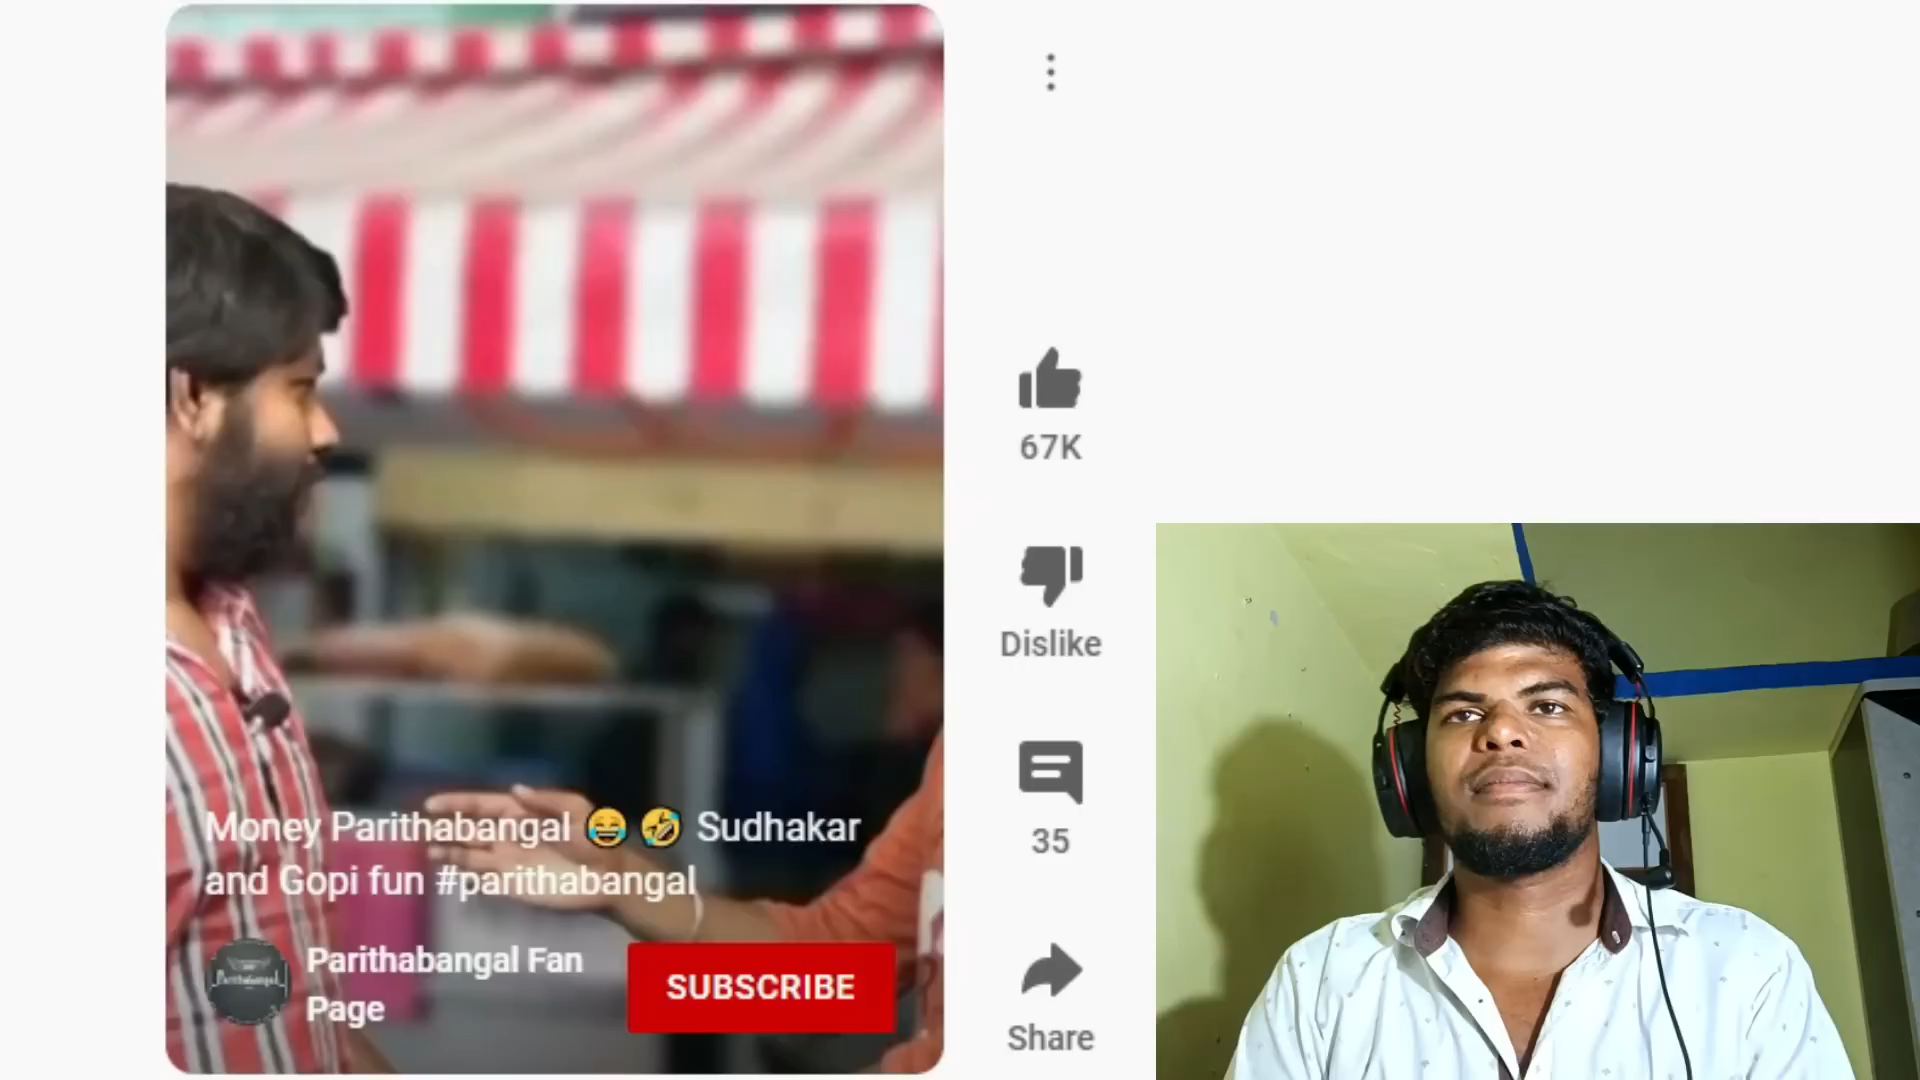 67K
Dislike
35
Share
Money Parithabangal 😂 🤣 Sudhakar
and Gopi fun #parithabangal
Parithabangal Fan
Page
SUBSCRIBE